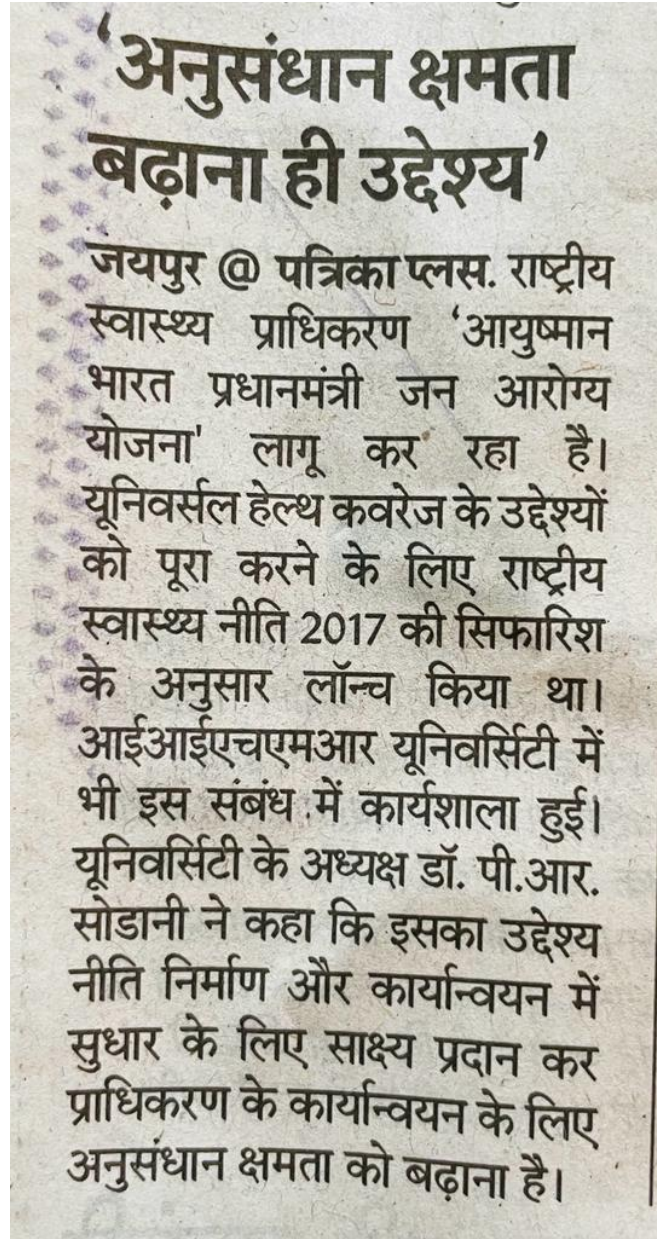 ‘अनुसंधान क्षमता
बढ़ाना ही उद्देश्य’
जयपुर @ पत्रिका प्लस. राष्ट्रीय
स्वास्थ्य प्राधिकरण ‘आयुष्मान
भारत प्रधानमंत्री जन आरोग्य
योजना' लागू कर रहा है।
यूनिवर्सल हेल्थ कवरेज के उद्देश्यों
को पूरा करने के लिए राष्ट्रीय
स्वास्थ्य नीति 2017 की सिफारिश
के अनुसार लॉन्च किया था।
आईआईएचएमआर यूनिवर्सिटी में
भी इस संबंध में कार्यशाला हुई।
यूनिवर्सिटी के अध्यक्ष डॉ. पी.आर.
सोडानी ने कहा कि इसका उद्देश्य
नीति निर्माण और कार्यान्वयन में
सुधार के लिए साक्ष्य प्रदान कर
प्राधिकरण के कार्यान्वयन के लिए
अनुसंधान क्षमता को बढ़ाना है।